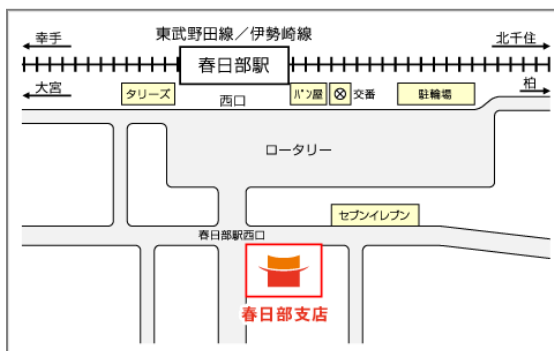 東武野田線／伊勢崎線
幸手
北千住
春日部駅
大宮
柏
タリーズ
西口
パン屋
交番
駐輪場
ロータリー
セブンイレブン
春日部駅西口
春日部支店